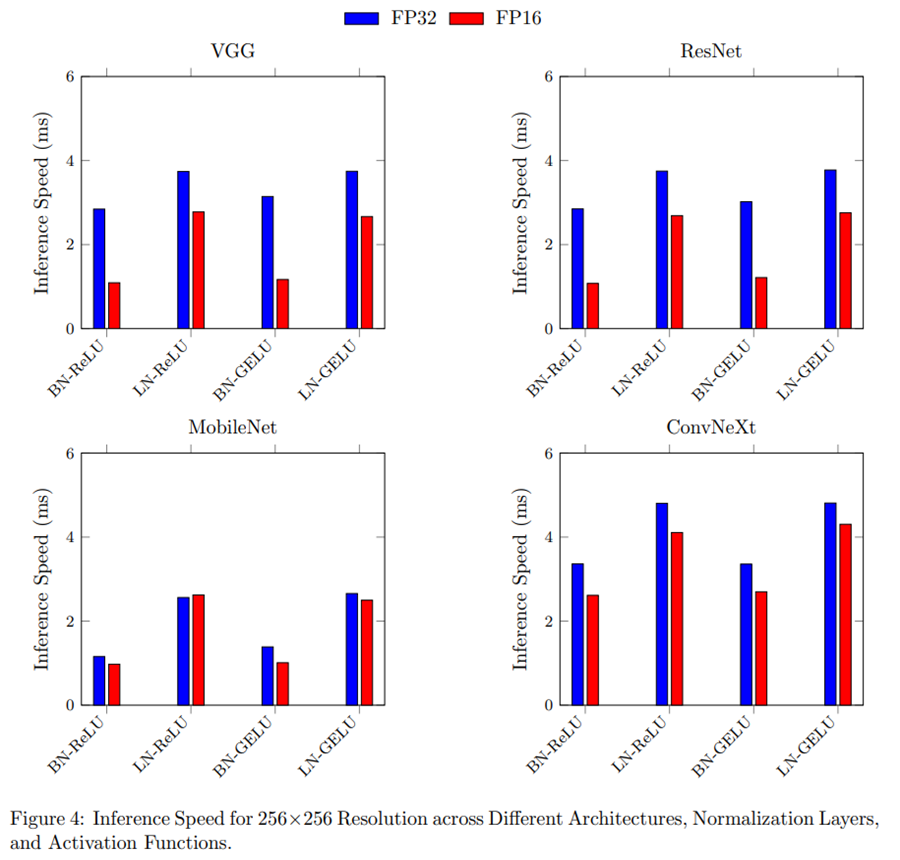 FP32 FP16
VGG
Inference Speed (ms)
6
4
2
0
BN-ReLU LN-ReLU BN-GELU LN-GELU
ResNet
Inference Speed (ms)
6
4
2
0
BN-ReLU LN-ReLU BN-GELU LN-GELU
MobileNet
Inference Speed (ms)
6
4
2
0
BN-ReLU LN-ReLU BN-GELU LN-GELU
ConvNeXt
Inference Speed (ms)
6
4
2
0
BN-ReLU LN-ReLU BN-GELU LN-GELU
Figure 4: Inference Speed for 256×256 Resolution across Different Architectures, Normalization Layers,
and Activation Functions.